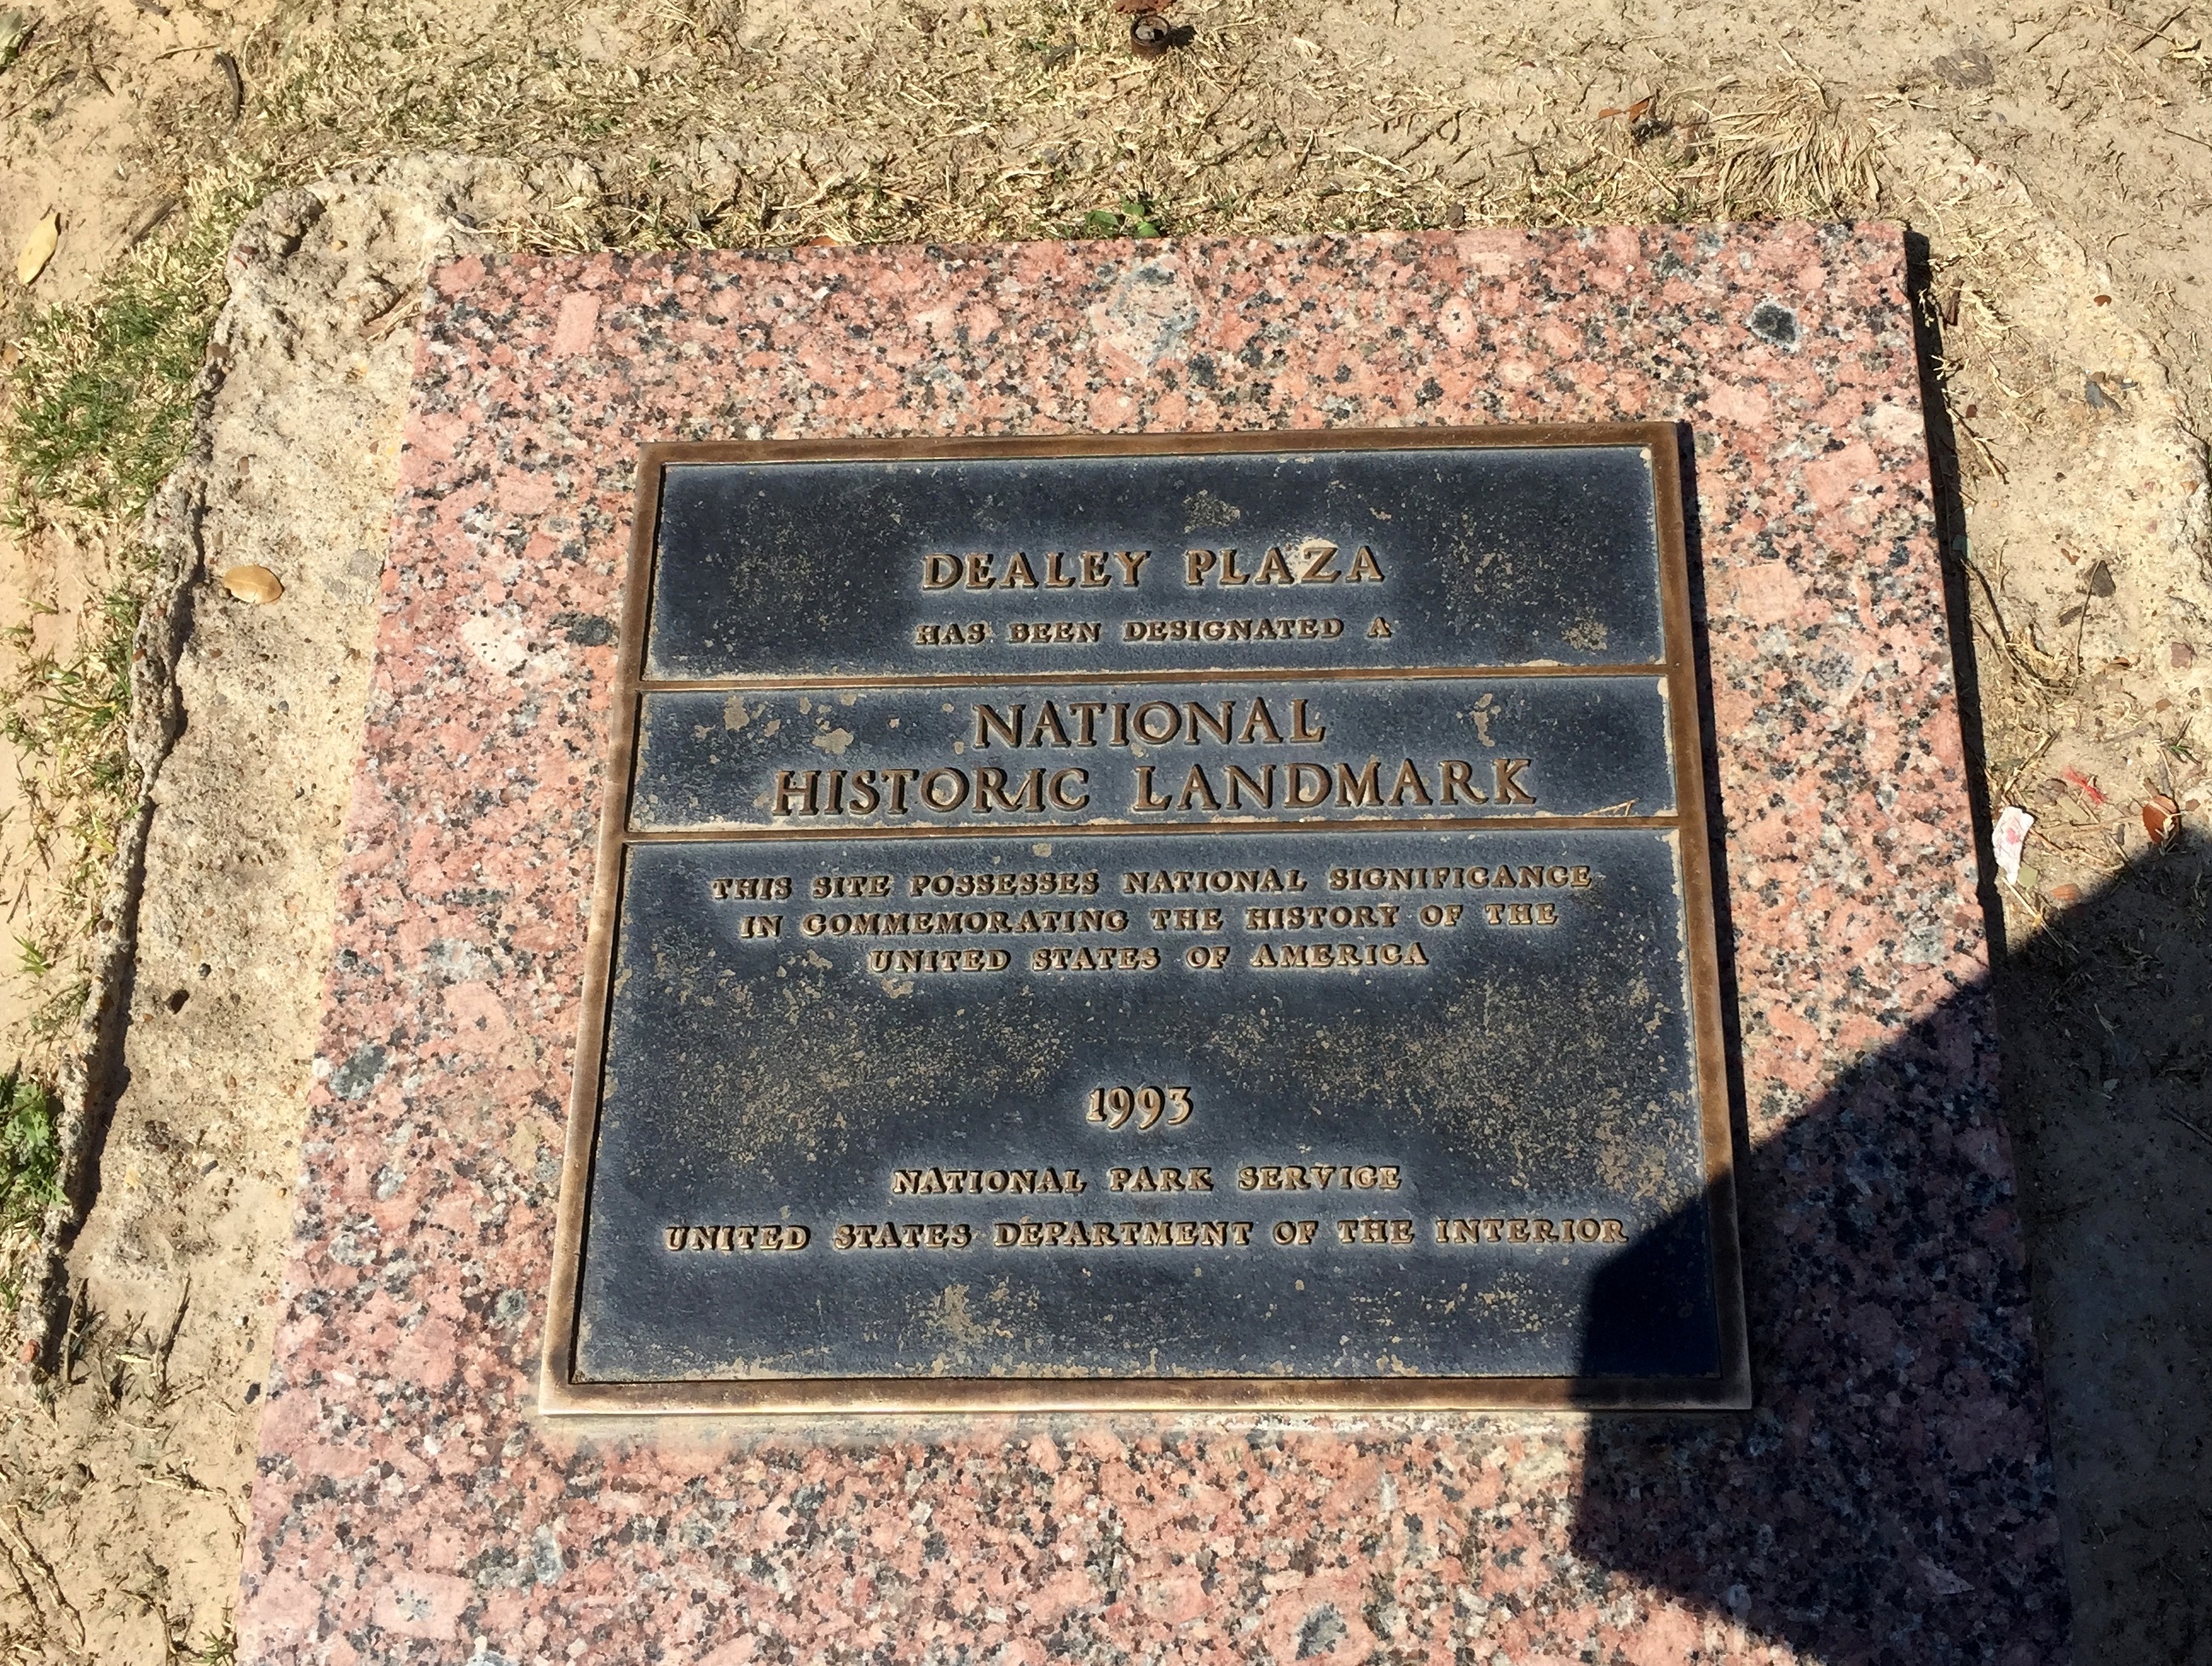 DEALEY PLAZA
HAS BEEN DESIGNATED A
NATIONAL
HISTORIC LANDMARK
THIS SITE POSSESSES NATIONAL SIGNIFICANCE
IN COMMEMORATING THE HISTORY OF THE
UNITED STATES OF AMERICA
1993
NATIONAL PARK SERVICE
UNITED STATES DEPARTMENT OF THE INTERIOR